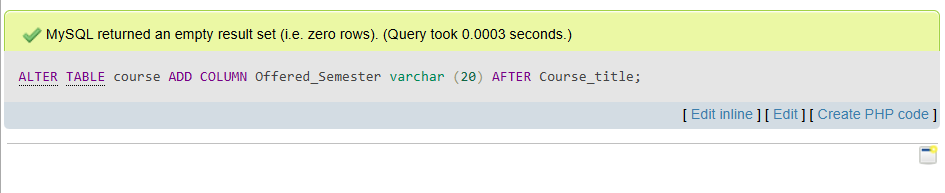 MySQL returned an empty result set (i.e. zero rows). (Query took 0.0003 seconds.)
ALTER TABLE course ADD COLUMN Offered_Semester varchar (20) AFTER Course_title;
[ Edit inline ] [ Edit ] [ Create PHP code ]